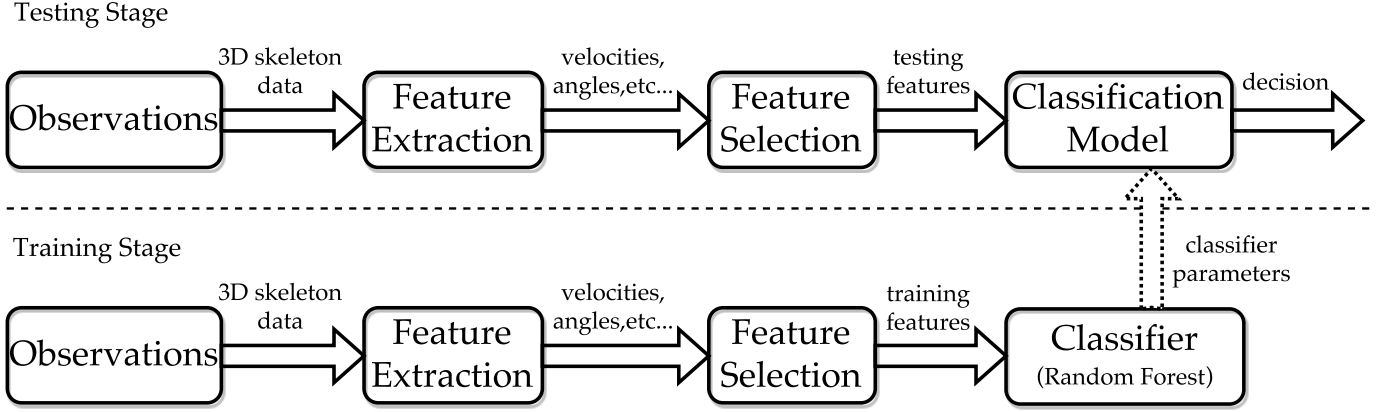 Testing Stage
3D skeleton
data
velocities,
angles,etc...
testing
features
decision
Observations
Feature
Extraction
Feature
Selection
Classification
Model
Training Stage
classifier
parameters
3D skeleton
data
velocities,
angles,etc...
training
features
Observations
Feature
Extraction
Feature
Selection
Classifier
(Random Forest)